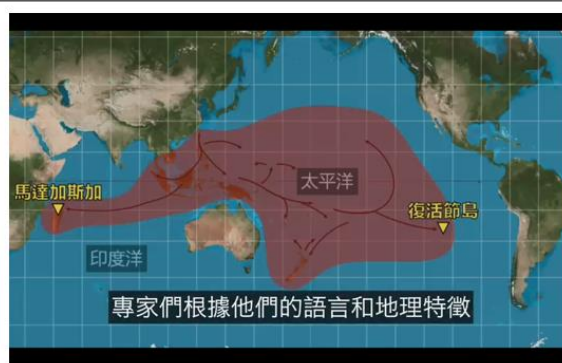 太平洋
馬達加斯加
復活節島
印度洋
專家們根據他們的語言和地理特徵